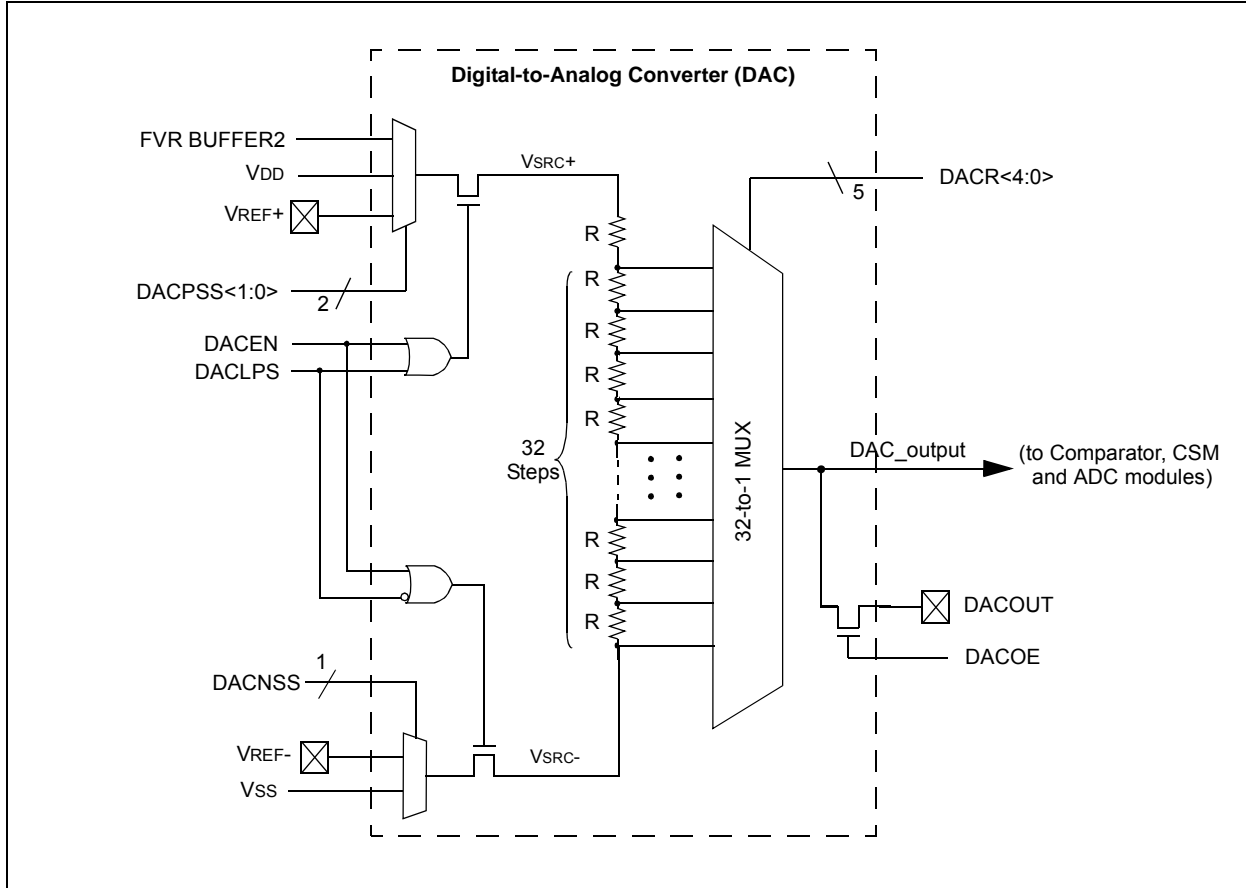 Digital-to-Analog Converter (DAC)
FVR BUFFER2
VDD
VREF+
VSRC+
DACR<4:0>
5
DACPSS<1:0>
2
DACEN
DACLPS
R
R
R
R
R
32
Steps
R
R
R
32-to-1 MUX
DAC_output
(to Comparator, CSM
and ADC modules)
DACOUT
DACOE
DACNSS
1
VREF-
VSS
VSRC-